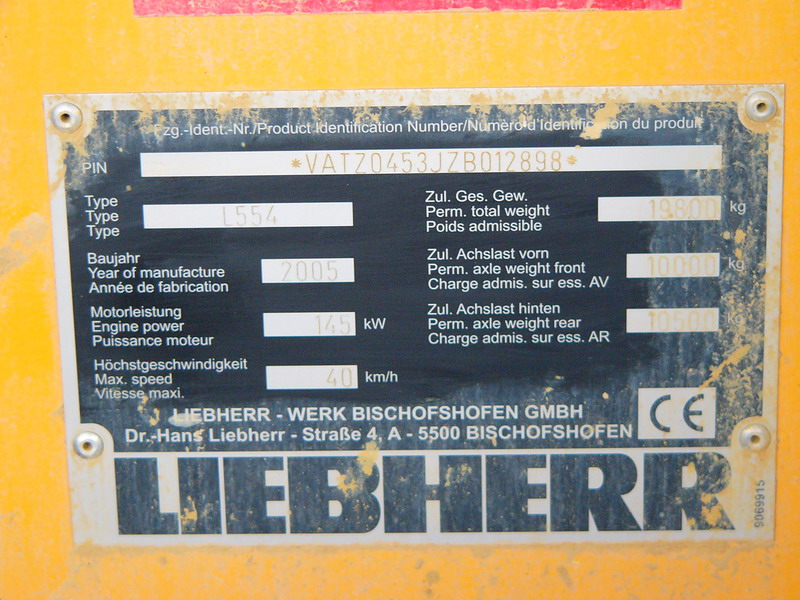 Fzg.-Ident.-Nr./Product Identification Number/Numéro d'Identification du produit
PIN *VATZ0453JZB012898*
Type
Type L554
Type
Zul. Ges. Gew.
Perm. total weight 19800 kg
Poids admissible
Baujahr
Year of manufacture 2005
Année de fabrication
Zul. Achslast vorn
Perm. axle weight front 10000 kg
Charge admis. sur ess. AV
Motorleistung
Engine power 145 kW
Puissance moteur
Zul. Achslast hinten
Perm. axle weight rear 10500 kg
Charge admis. sur ess. AR
Höchstgeschwindigkeit
Max. speed 40 km/h
Vitesse maxi.
LIEBHERR - WERK BISCHOFSHOFEN GMBH
Dr.-Hans Liebherr - Straße 4, A - 5500 BISCHOFSHOFEN
CE
LIEBHERR
9069915